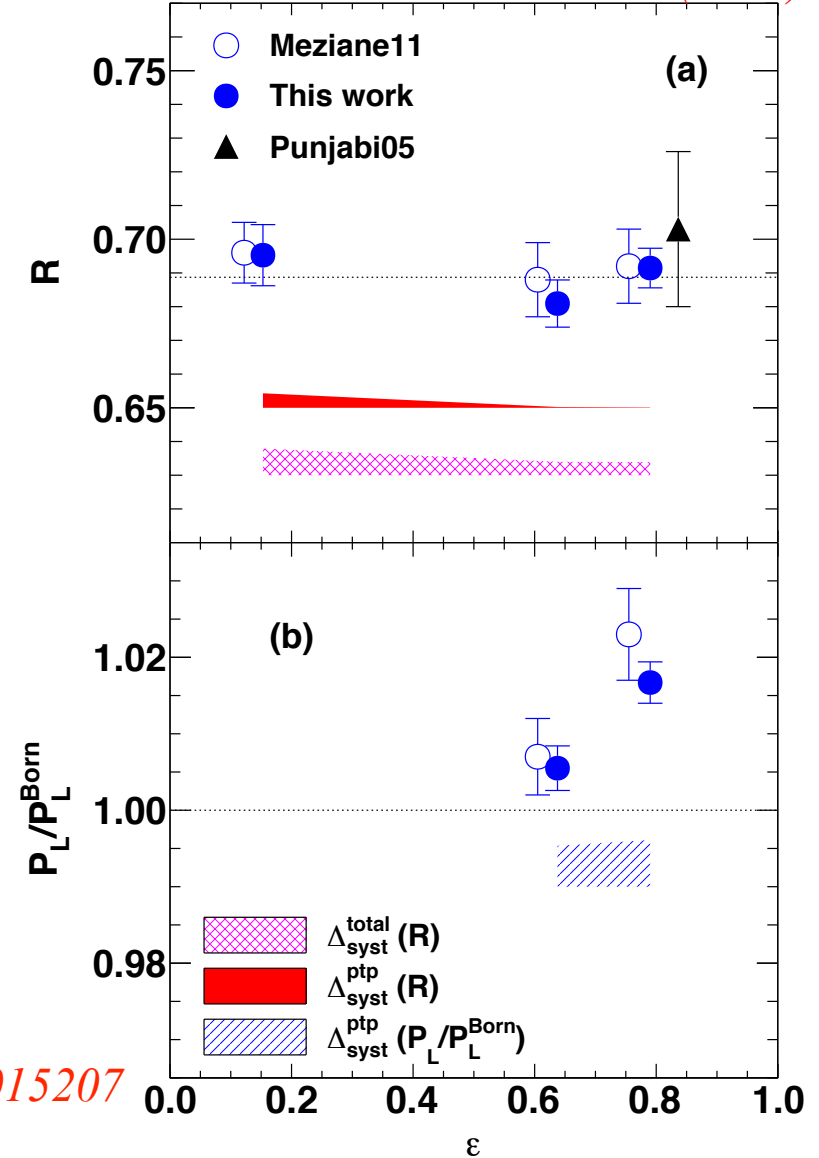 (a)
Meziane11
This work
Punjabi05
0.75
0.70
0.65
R
(b)
1.02
1.00
0.98
P_L/P_L^Born
Δ_syst^total (R)
Δ_syst^ptp (R)
Δ_syst^ptp (P_L/P_L^Born)
015207
0.0 0.2 0.4 0.6 0.8 1.0
ε